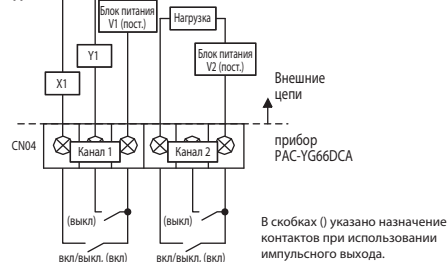 Блок питания
V1 (пост.)
Нагрузка
Y1
Блок питания
V2 (пост.)
X1
Внешние
цепи
CN04
Канал 1
Канал 2
прибор
PAC-YG66DCA
(выкл)
(выкл)
В скобках () указано назначение
контактов при использовании
импульсного выхода.
вкл/выкл, (вкл)
вкл/выкл, (вкл)